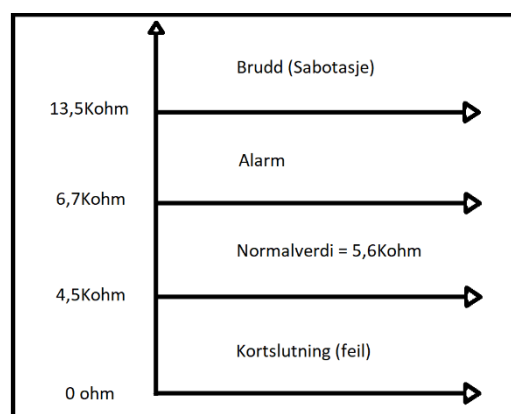 Brudd (Sabotasje)
13,5Kohm
Alarm
6,7Kohm
Normalverdi = 5,6Kohm
4,5Kohm
Kortslutning (feil)
0 ohm